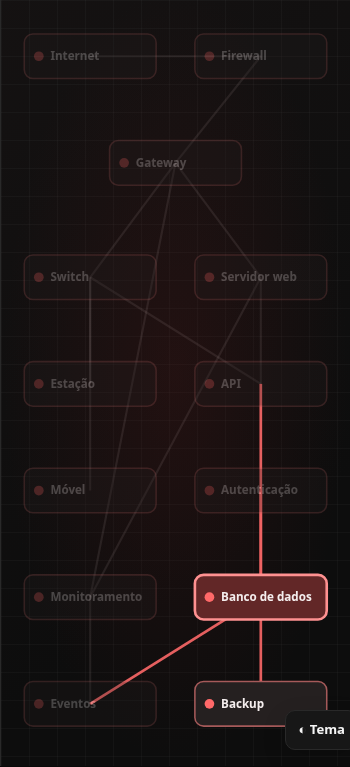 Internet
Firewall
Gateway
Switch
Servidor web
Estação
API
Móvel
Autenticação
Monitoramento
Banco de dados
Eventos
Backup
Tema